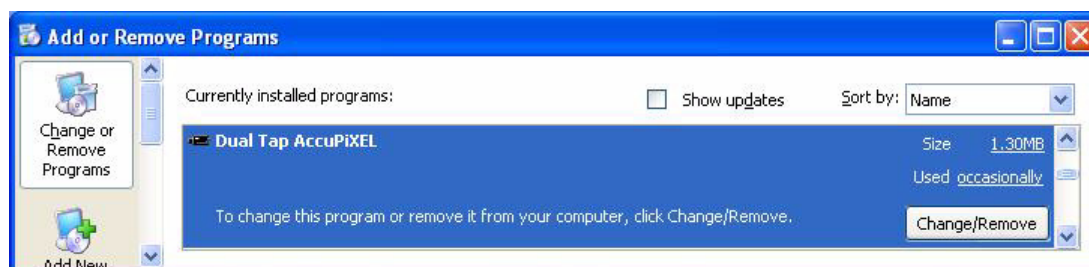 Add or Remove Programs
Change or
Remove
Programs
Add New
Currently installed programs:
Show updates
Sort by: Name
Dual Tap AccuPiXEL
Size 1.30MB
Used occasionally
To change this program or remove it from your computer, click Change/Remove.
Change/Remove